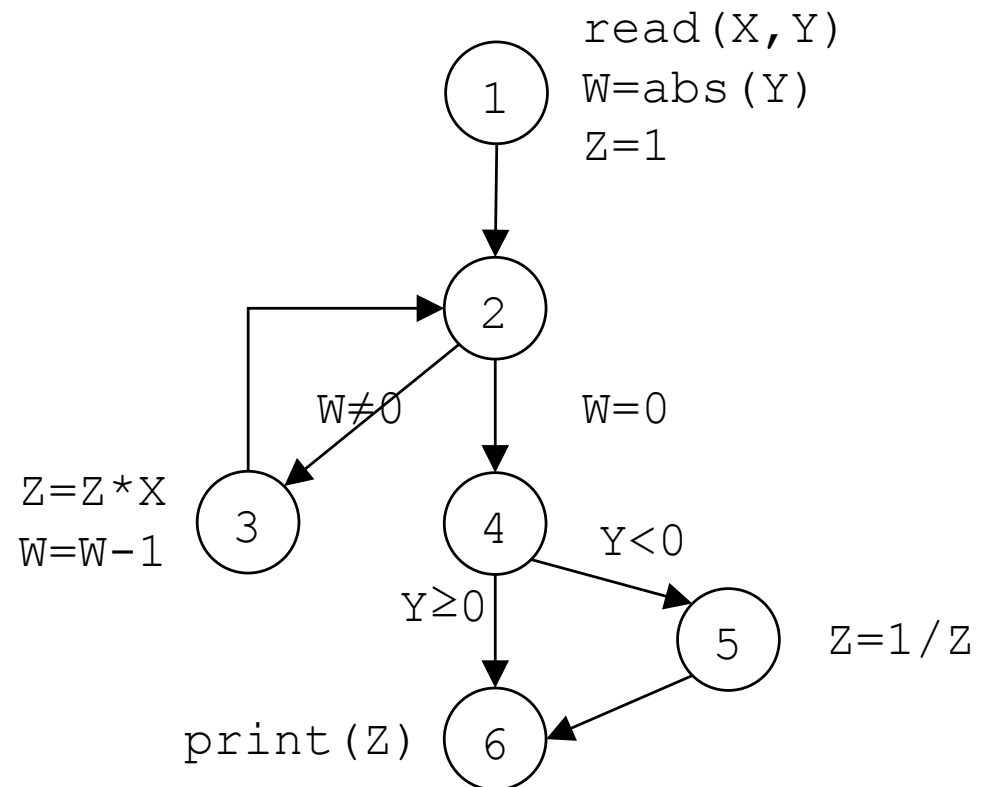 read(X,Y)
1
W=abs(Y)
Z=1
2
W≠0
W=0
Z=Z*X
3
W=W-1
4
Y<0
Y≥0
5
Z=1/Z
print(Z)
6